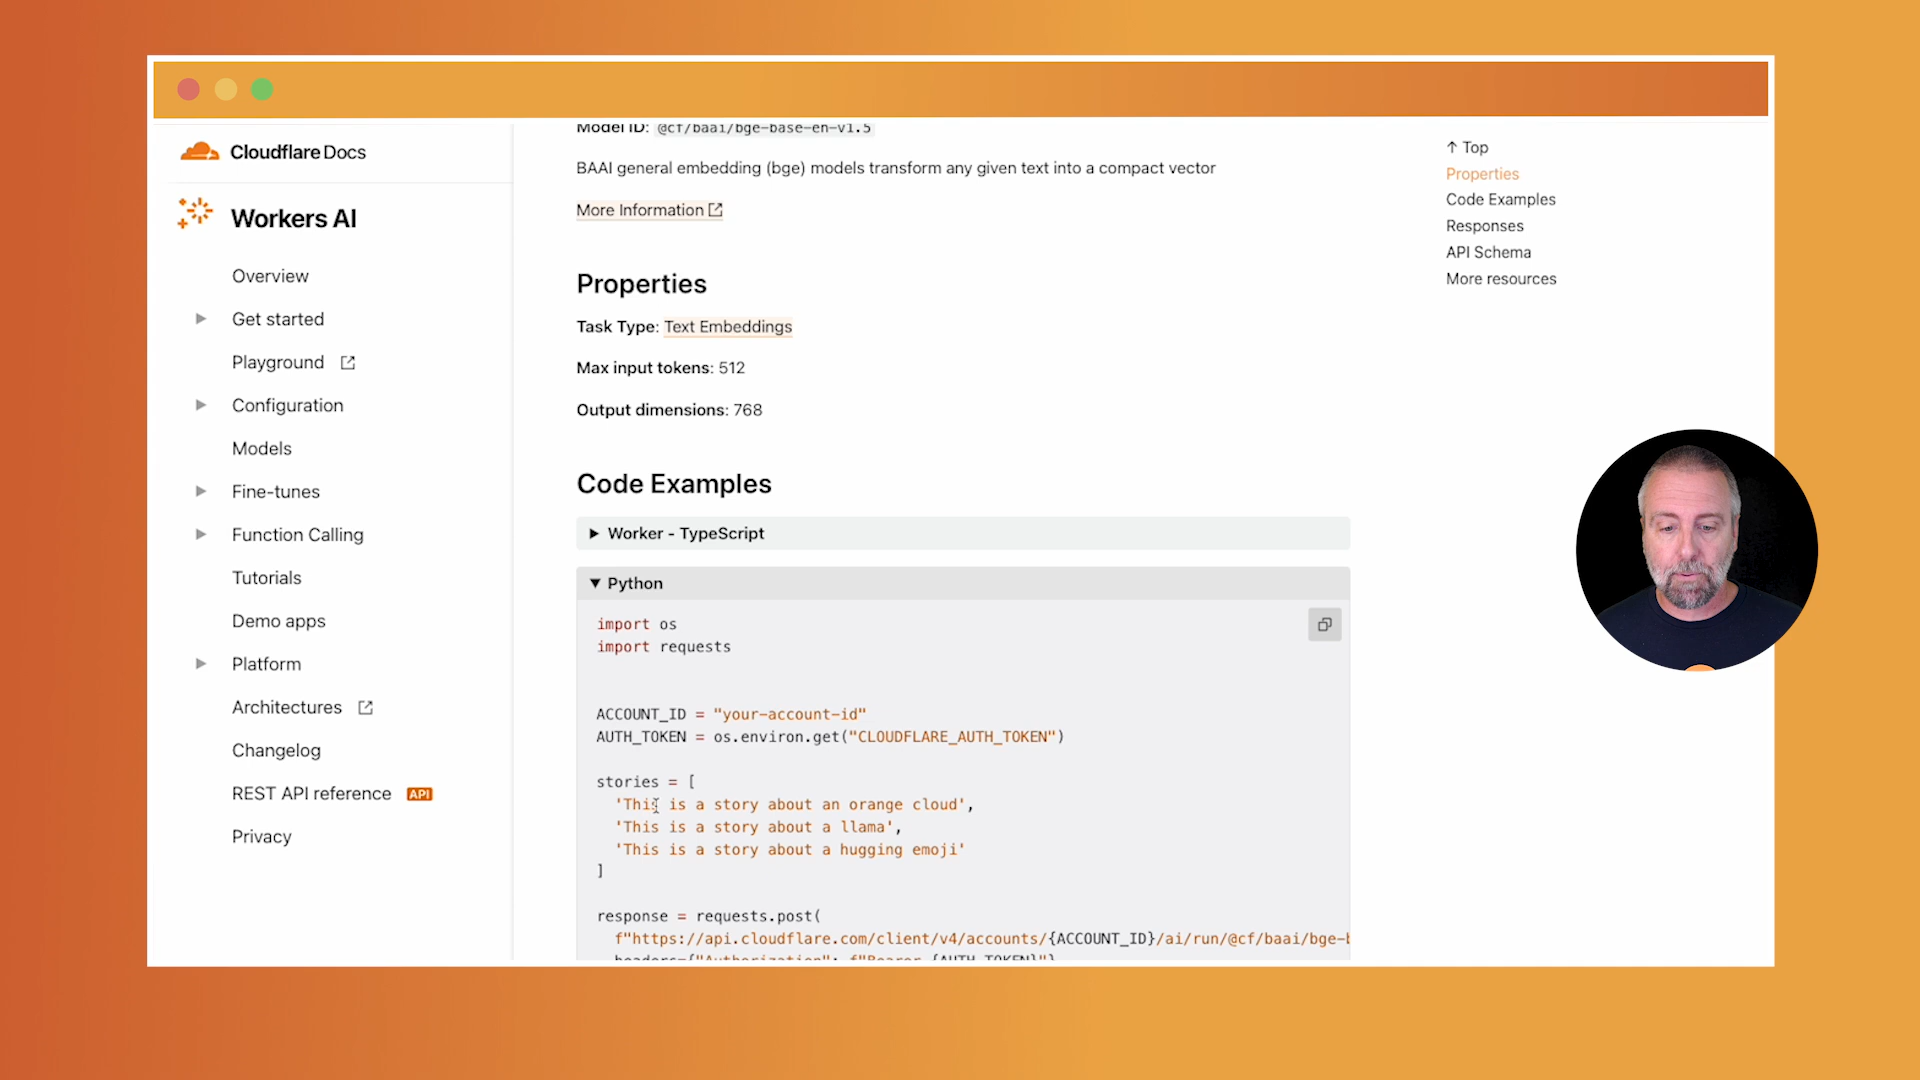 Cloudflare Docs
Workers AI
Overview
Get started
Playground
Configuration
Models
Fine-tunes
Function Calling
Tutorials
Demo apps
Platform
Architectures
Changelog
REST API reference API
Privacy
Model ID: @cf/baai/bge-base-en-v1.5
BAAI general embedding (bge) models transform any given text into a compact vector
More Information
Properties
Task Type: Text Embeddings
Max input tokens: 512
Output dimensions: 768
Code Examples
Worker - TypeScript
Python
import os
import requests
ACCOUNT_ID = "your-account-id"
AUTH_TOKEN = os.environ.get("CLOUDFLARE_AUTH_TOKEN")
stories = [
'This is a story about an orange cloud',
'This is a story about a llama',
'This is a story about a hugging emoji'
]
response = requests.post(
f"https://api.cloudflare.com/client/v4/accounts/{ACCOUNT_ID}/ai/run/@cf/baai/bge-b
headers={"Authorization": f"Bearer {AUTH_TOKEN}"}
↑ Top
Properties
Code Examples
Responses
API Schema
More resources